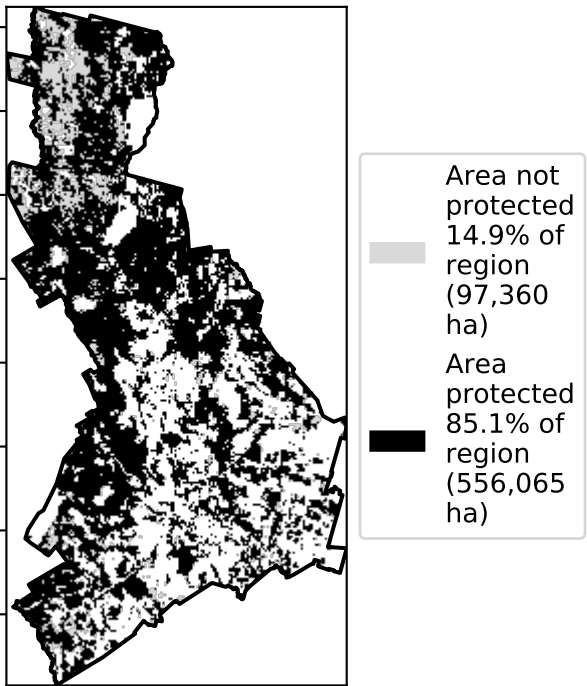 Area not
protected
14.9% of
region
(97,360
ha)
Area
protected
85.1% of
region
(556,065
ha)